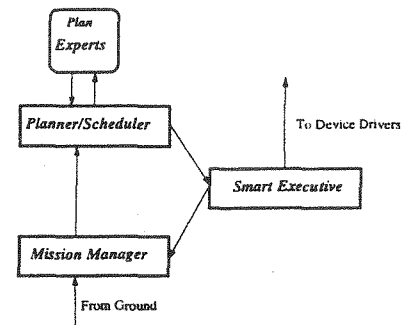 Plan
Experts
Planner/Scheduler
To Device Drivers
Smart Executive
Mission Manager
From Ground